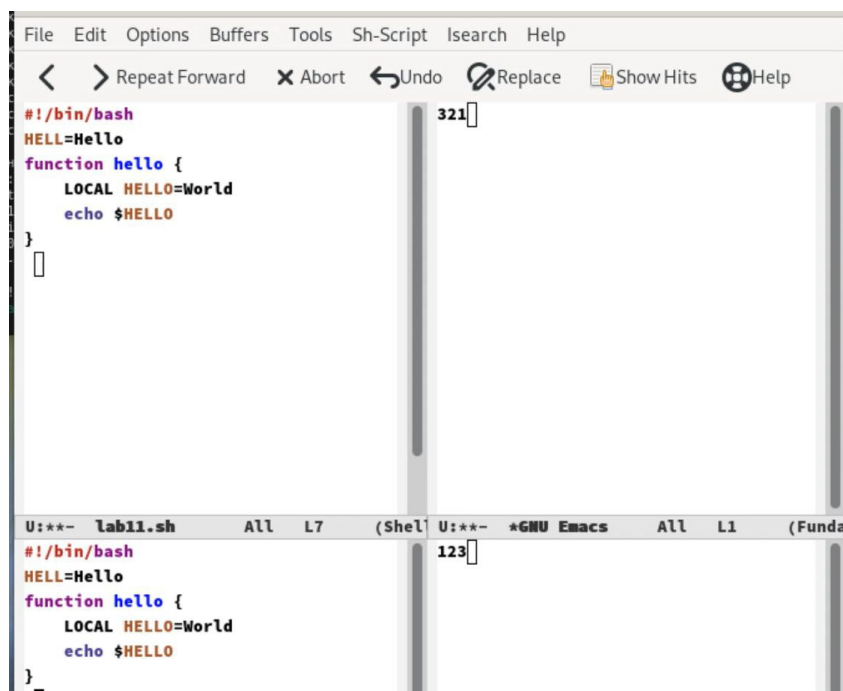 File Edit Options Buffers Tools Sh-Script Isearch Help
Repeat Forward Abort Undo Replace Show Hits Help
#!/bin/bash
HELL=Hello
function hello {
LOCAL HELLO=World
echo $HELLO
}
321
U:**- lab11.sh All L7 (Shell
U:**- *GNU Emacs All L1 (Funda
#!/bin/bash
HELL=Hello
function hello {
LOCAL HELLO=World
echo $HELLO
}
123